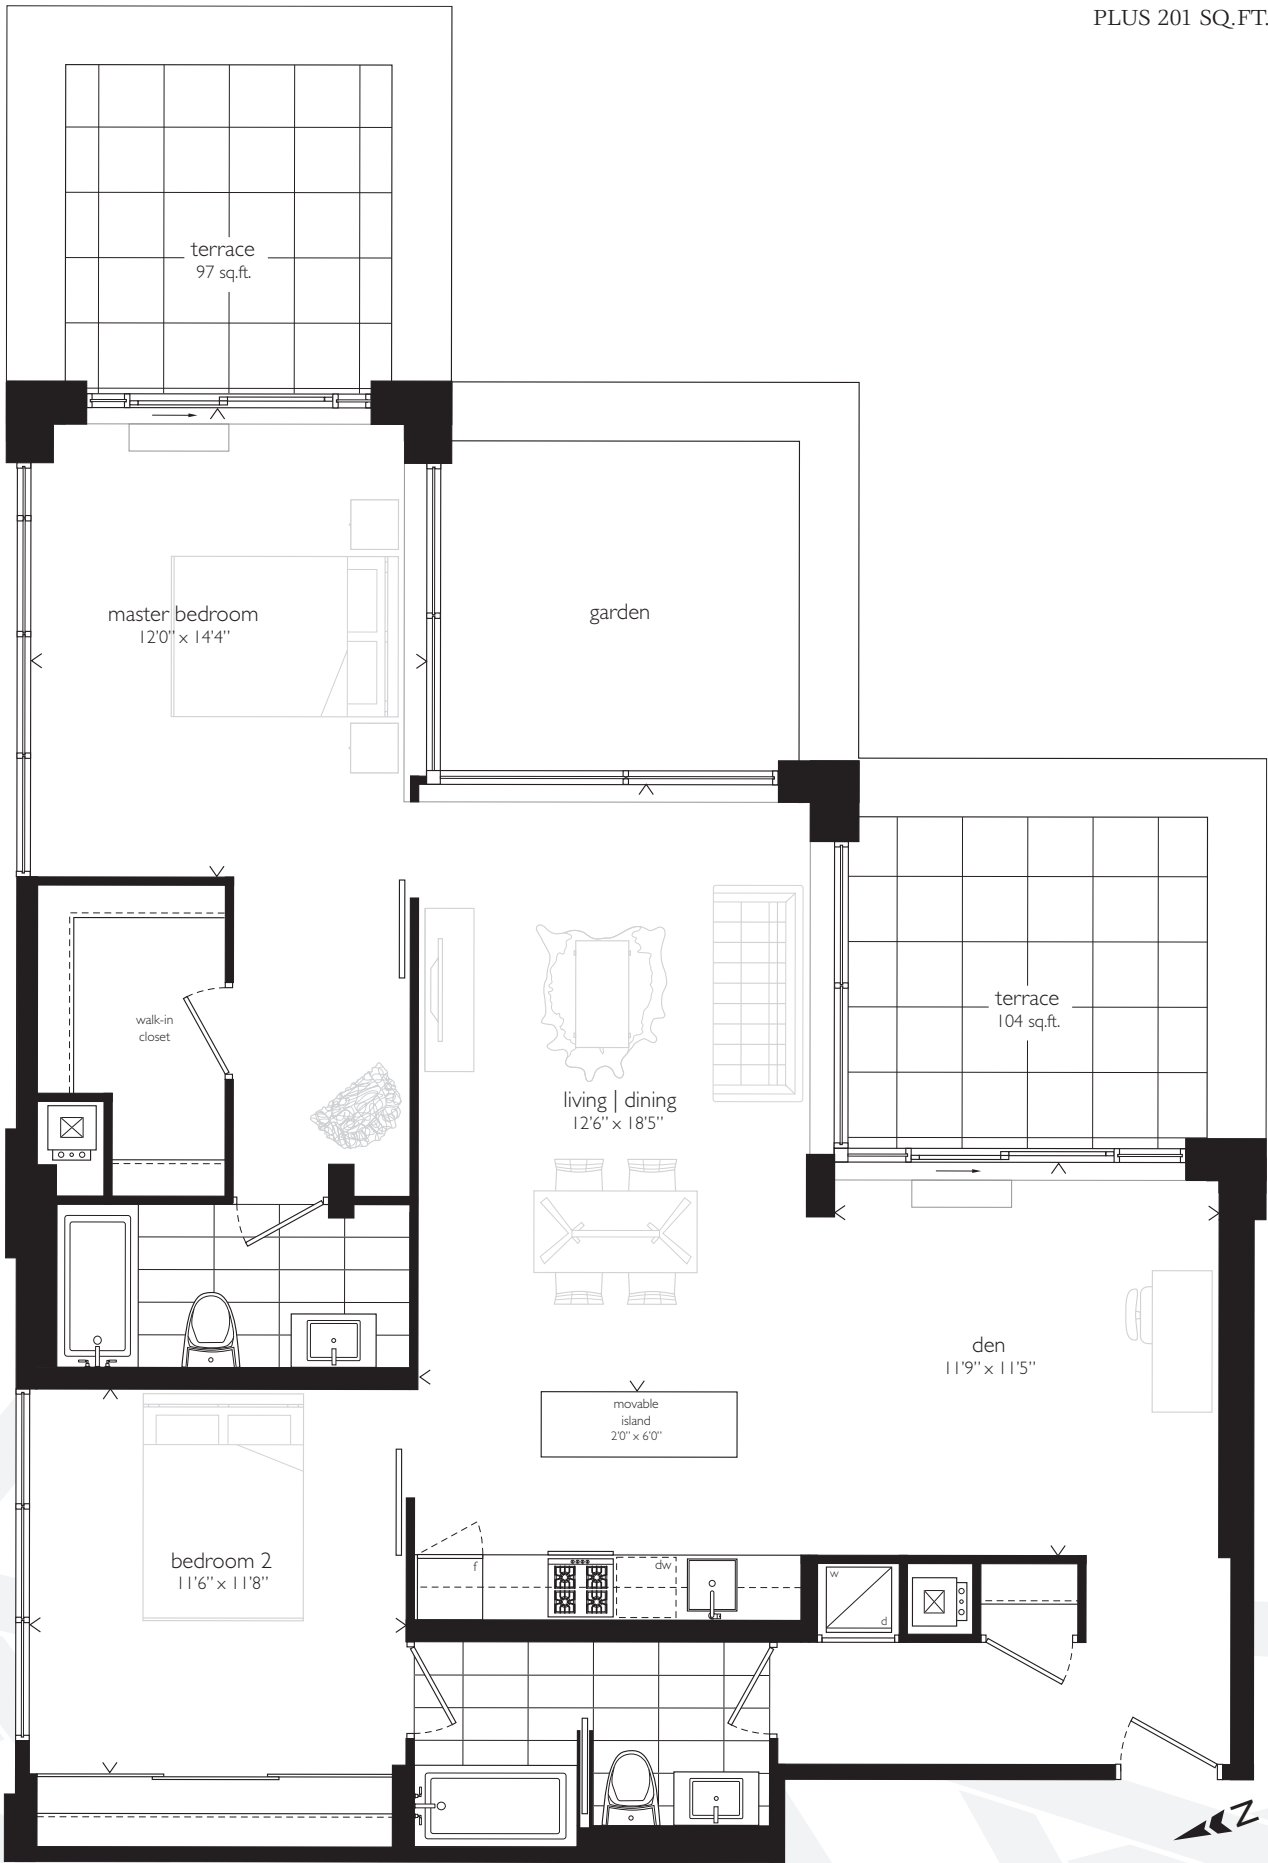 PLUS 201 SQ.FT.
terrace
97 sq.ft.
master bedroom
12'0" x 14'4"
garden
walk-in
closet
terrace
104 sq.ft.
living | dining
12'6" x 18'5"
den
11'9" x 11'5"
movable
island
2'0" x 6'0"
bedroom 2
11'6" x 11'8"
f
dw
w
d
N